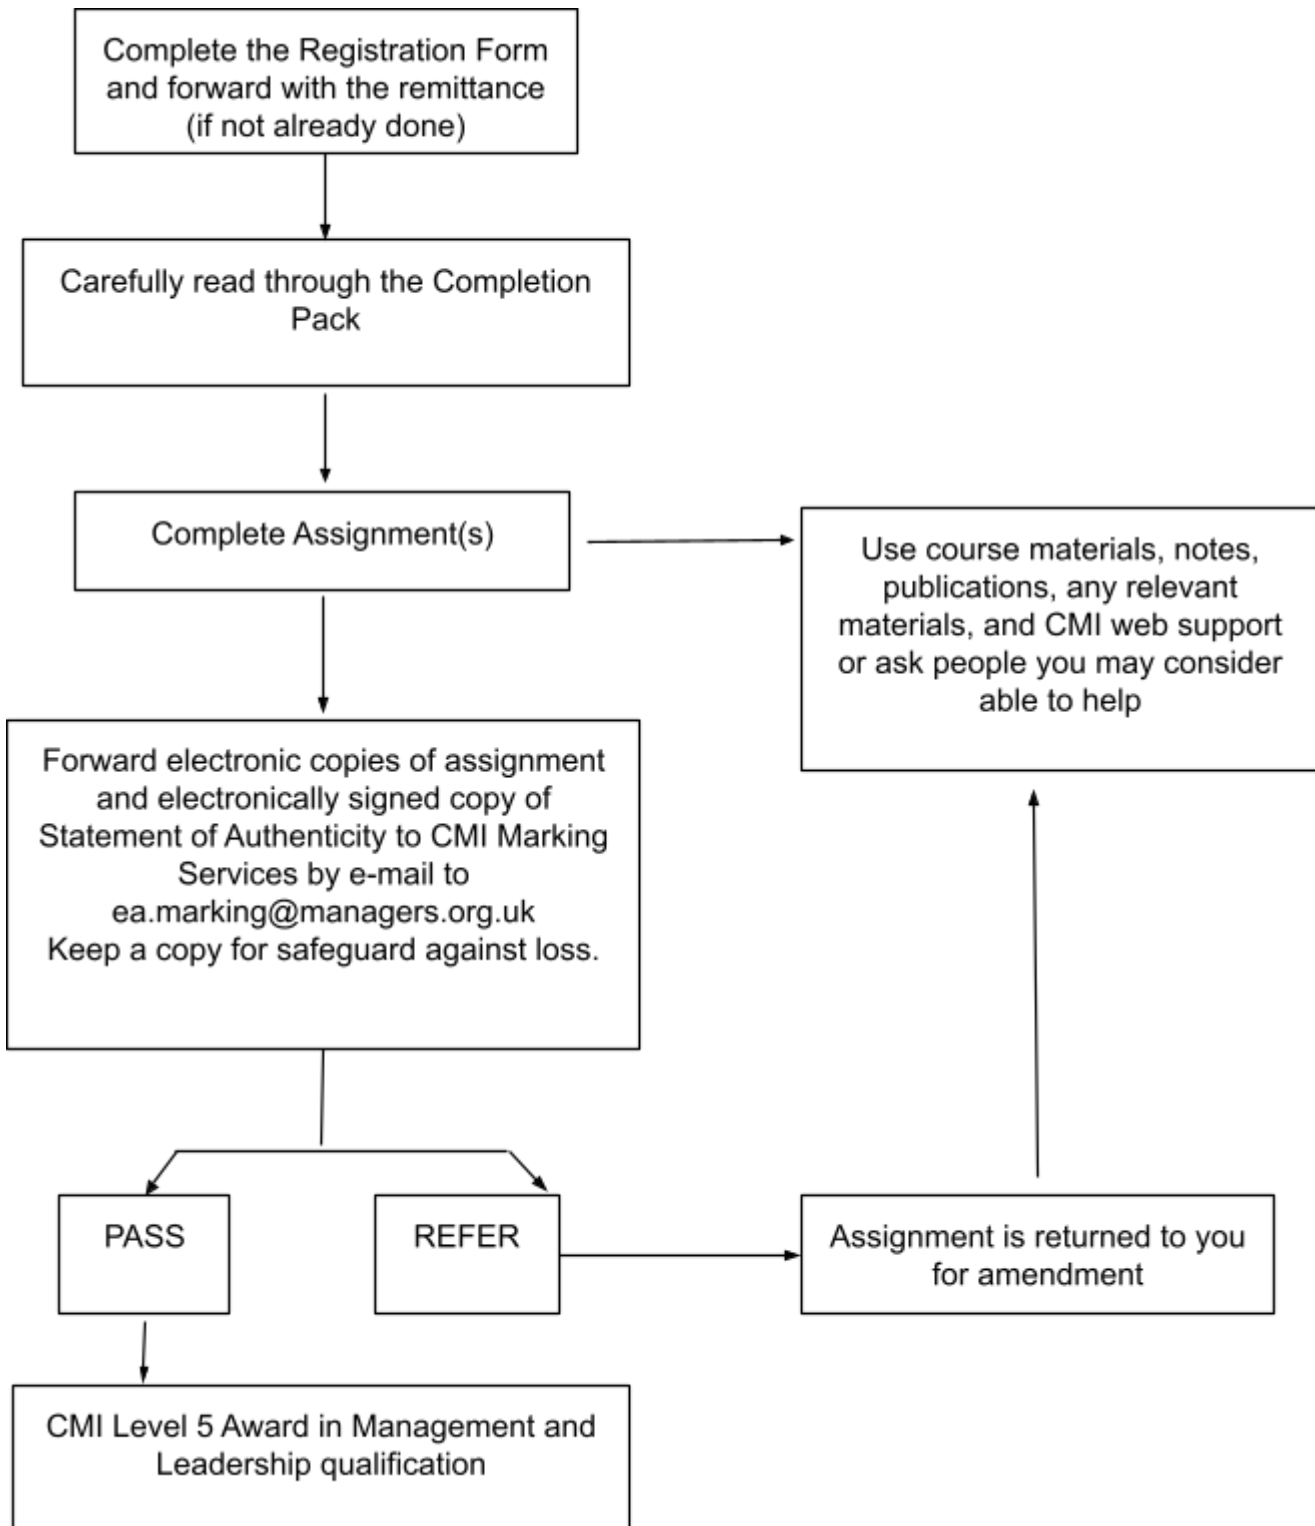 Complete the Registration Form
and forward with the remittance
(if not already done)
Carefully read through the Completion
Pack
Complete Assignment(s)
Use course materials, notes,
publications, any relevant
materials, and CMI web support
or ask people you may consider
able to help
Forward electronic copies of assignment
and electronically signed copy of
Statement of Authenticity to CMI Marking
Services by e-mail to
ea.marking@managers.org.uk
Keep a copy for safeguard against loss.
PASS
REFER
Assignment is returned to you
for amendment
CMI Level 5 Award in Management and
Leadership qualification